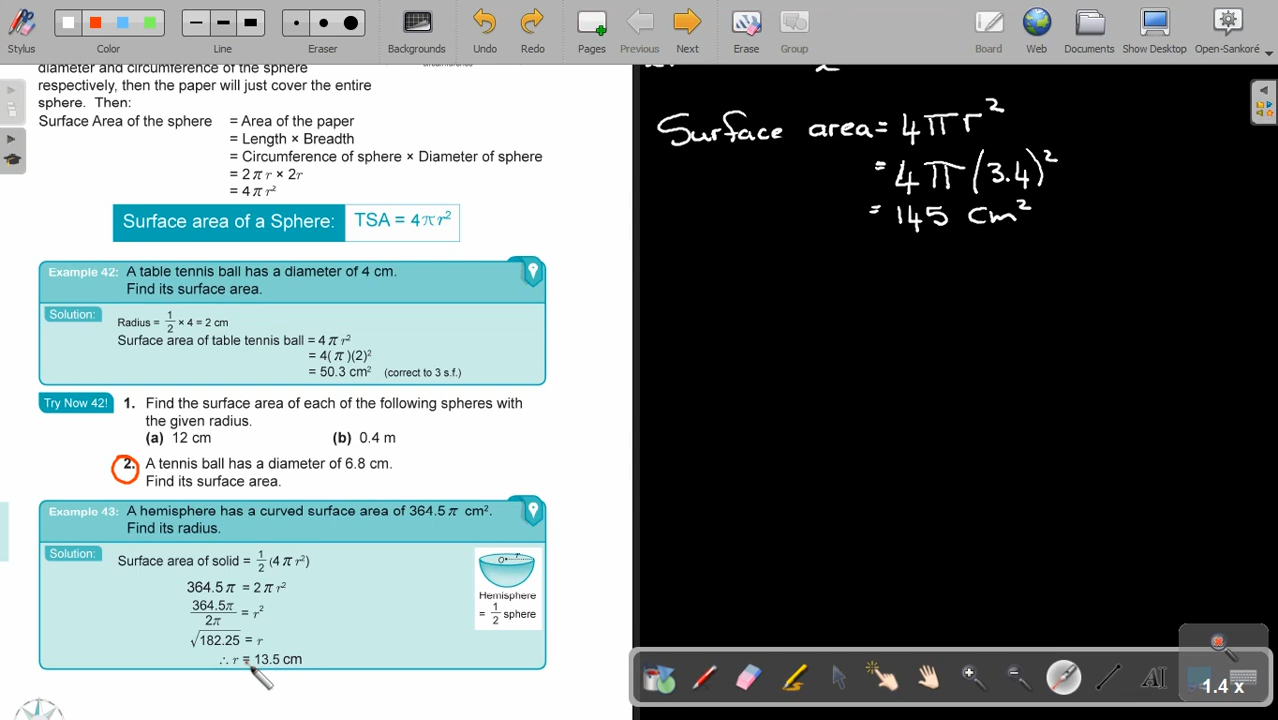 Stylus
Color
Line
Eraser
Backgrounds
Undo
Redo
Pages
Previous
Next
Erase
Group
Board
Web
Documents
Show Desktop
Open-Sankoré
diameter and circumference of the sphere
respectively, then the paper will just cover the entire
sphere. Then:
Surface Area of the sphere = Area of the paper
= Length × Breadth
= Circumference of sphere × Diameter of sphere
= 2πr × 2r
= 4πr²
Surface area of a Sphere: TSA = 4πr²
Example 42: A table tennis ball has a diameter of 4 cm.
Find its surface area.
Solution:
Radius = 1/2 × 4 = 2 cm
Surface area of table tennis ball = 4πr²
= 4(π)(2)²
= 50.3 cm² (correct to 3 s.f.)
Try Now 42! 1. Find the surface area of each of the following spheres with
the given radius.
(a) 12 cm (b) 0.4 m
2. A tennis ball has a diameter of 6.8 cm.
Find its surface area.
Example 43: A hemisphere has a curved surface area of 364.5π cm².
Find its radius.
Solution:
Surface area of solid = 1/2 (4πr²)
364.5π = 2πr²
364.5π/2π = r²
√182.25 = r
∴ r = 13.5 cm
O r
Hemisphere
= 1/2 sphere
Surface area = 4πr²
= 4π(3.4)²
= 145 cm²
1.4 x